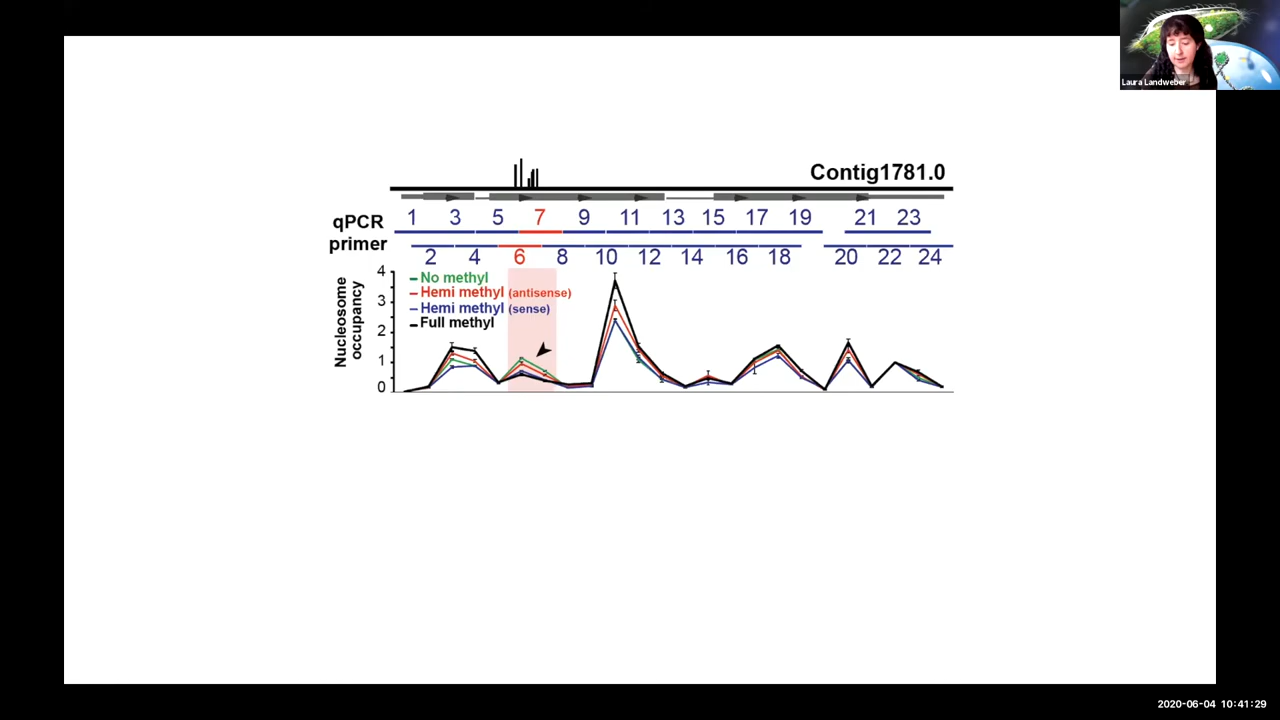 Laura Landweber
Contig1781.0
qPCR primer
1 3 5 7 9 11 13 15 17 19 21 23
2 4 6 8 10 12 14 16 18 20 22 24
Nucleosome occupancy
4
3
2
1
0
No methyl
Hemi methyl (antisense)
Hemi methyl (sense)
Full methyl
2020-06-04 10:41:29